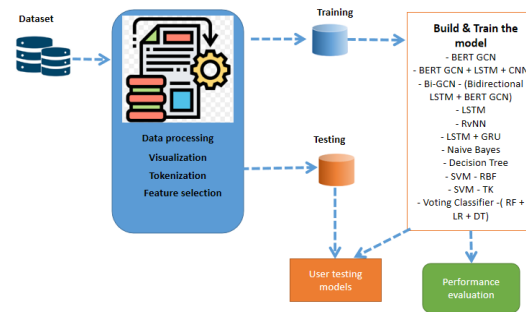 Dataset
Data processing
Visualization
Tokenization
Feature selection
Training
Testing
Build & Train the
model
- BERT GCN
- BERT GCN + LSTM + CNN
- Bi-GCN - (Bidirectional
LSTM + BERT GCN)
- LSTM
- RvNN
- LSTM + GRU
- Naive Bayes
- Decision Tree
- SVM - RBF
- SVM - TK
- Voting Classifier -( RF +
LR + DT)
User testing
models
Performance
evaluation